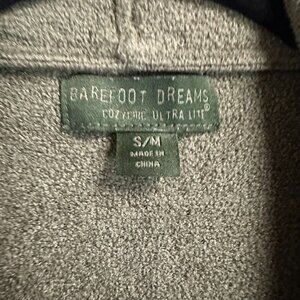 BAREFOOT DREAMS
COZYCHIC ULTRA LITE®
S/M
MADE IN
CHINA